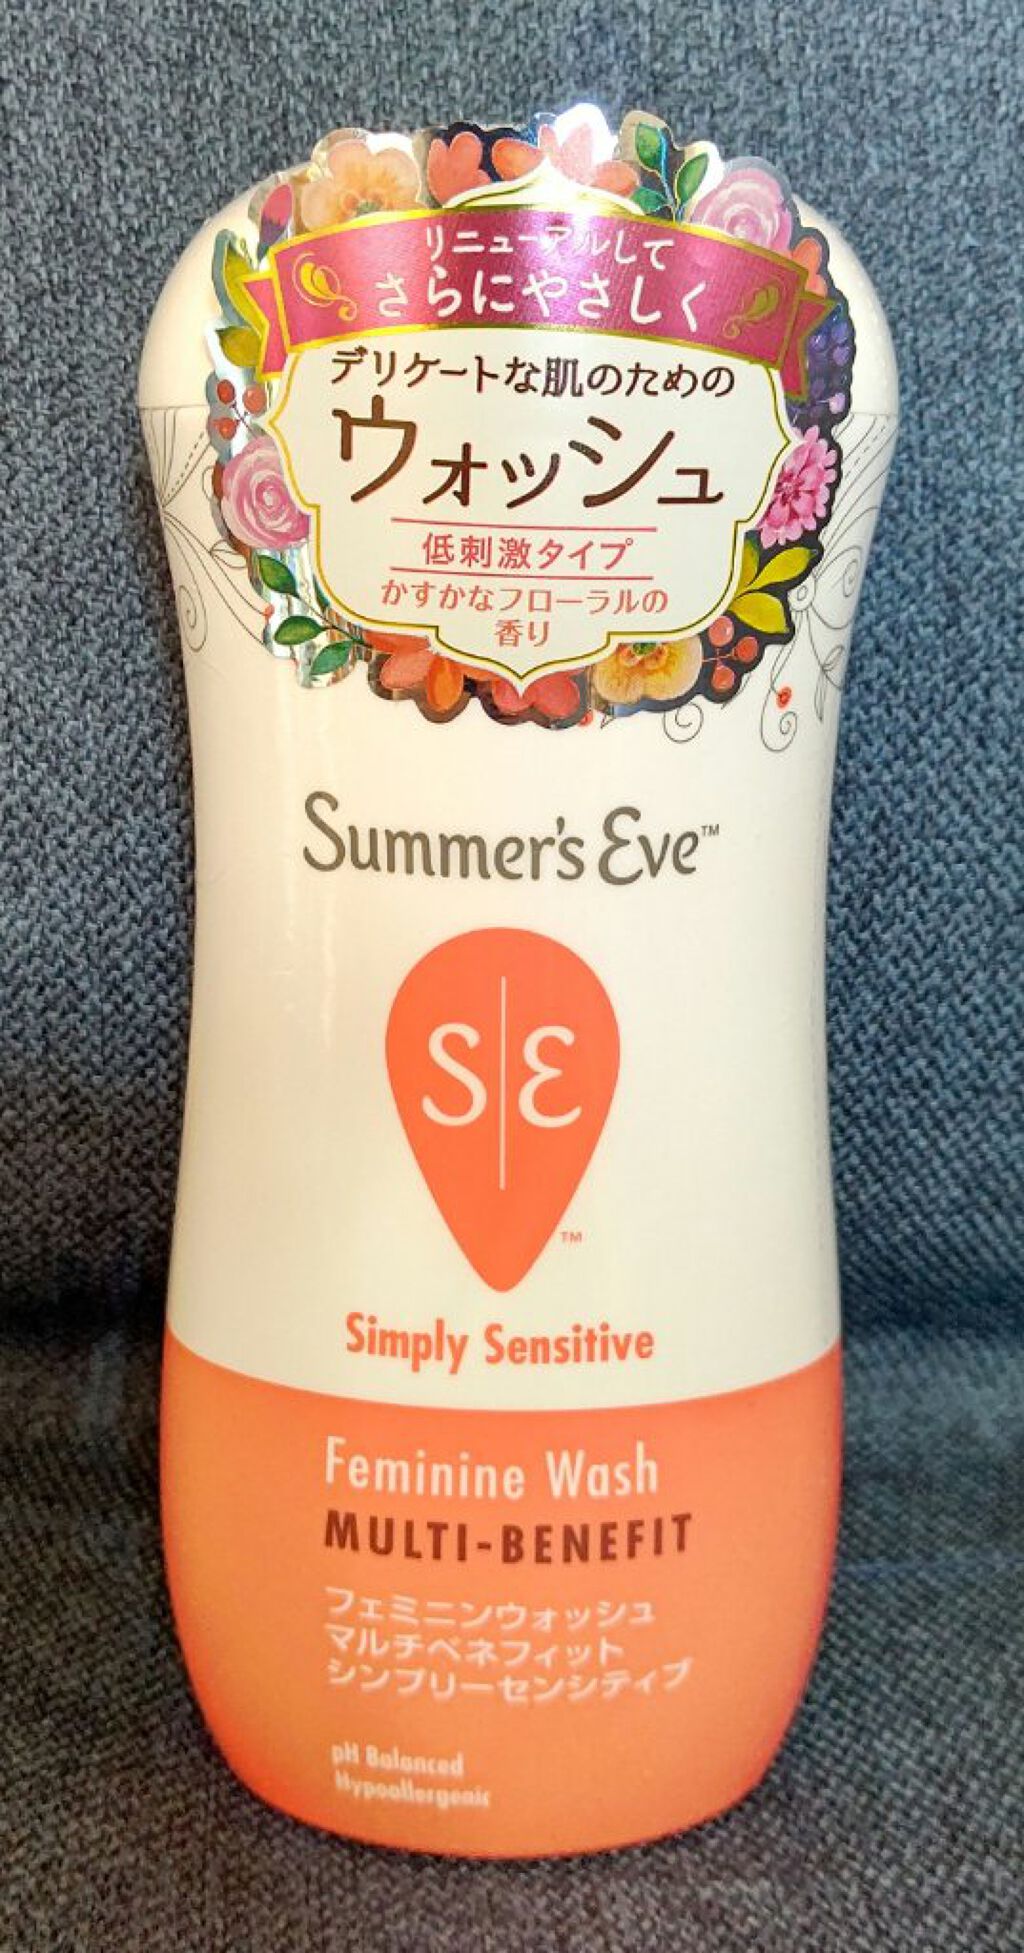 リニューアルして
さらにやさしく
デリケートな肌のための
ウォッシュ
低刺激タイプ
かすかなフローラルの
香り
Summer's Eve™
S|E
™
Simply Sensitive
Feminine Wash
MULTI-BENEFIT
フェミニンウォッシュ
マルチベネフィット
シンプリーセンシティブ
pH Balanced
Hypoallergenic